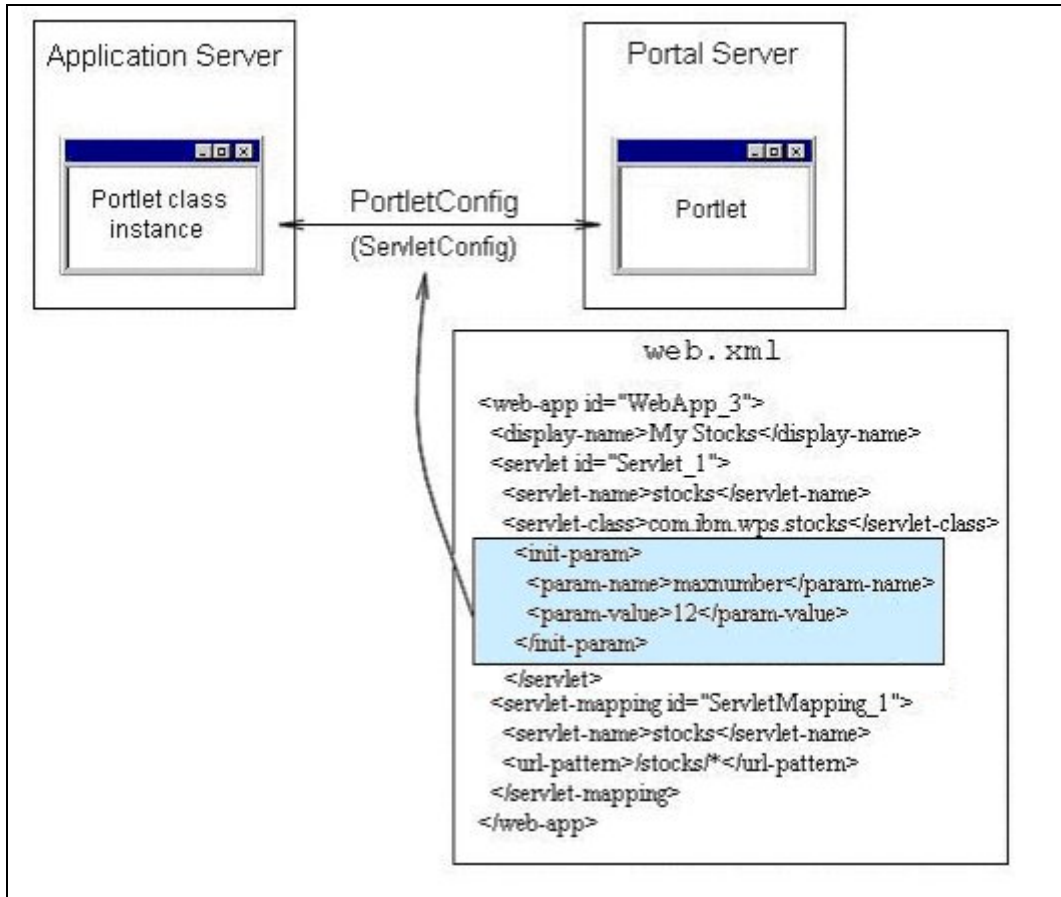 Application Server
Portlet class
instance
PortletConfig
(ServletConfig)
Portal Server
Portlet
web.xml
<web-app id="WebApp_3">
<display-name>My Stocks</display-name>
<servlet id="Servlet_1">
<servlet-name>stocks</servlet-name>
<servlet-class>com.ibm.wps.stocks</servlet-class>
<init-param>
<param-name>maxnumber</param-name>
<param-value>12</param-value>
</init-param>
</servlet>
<servlet-mapping id="ServletMapping_1">
<servlet-name>stocks</servlet-name>
<url-pattern>/stocks/*</url-pattern>
</servlet-mapping>
</web-app>